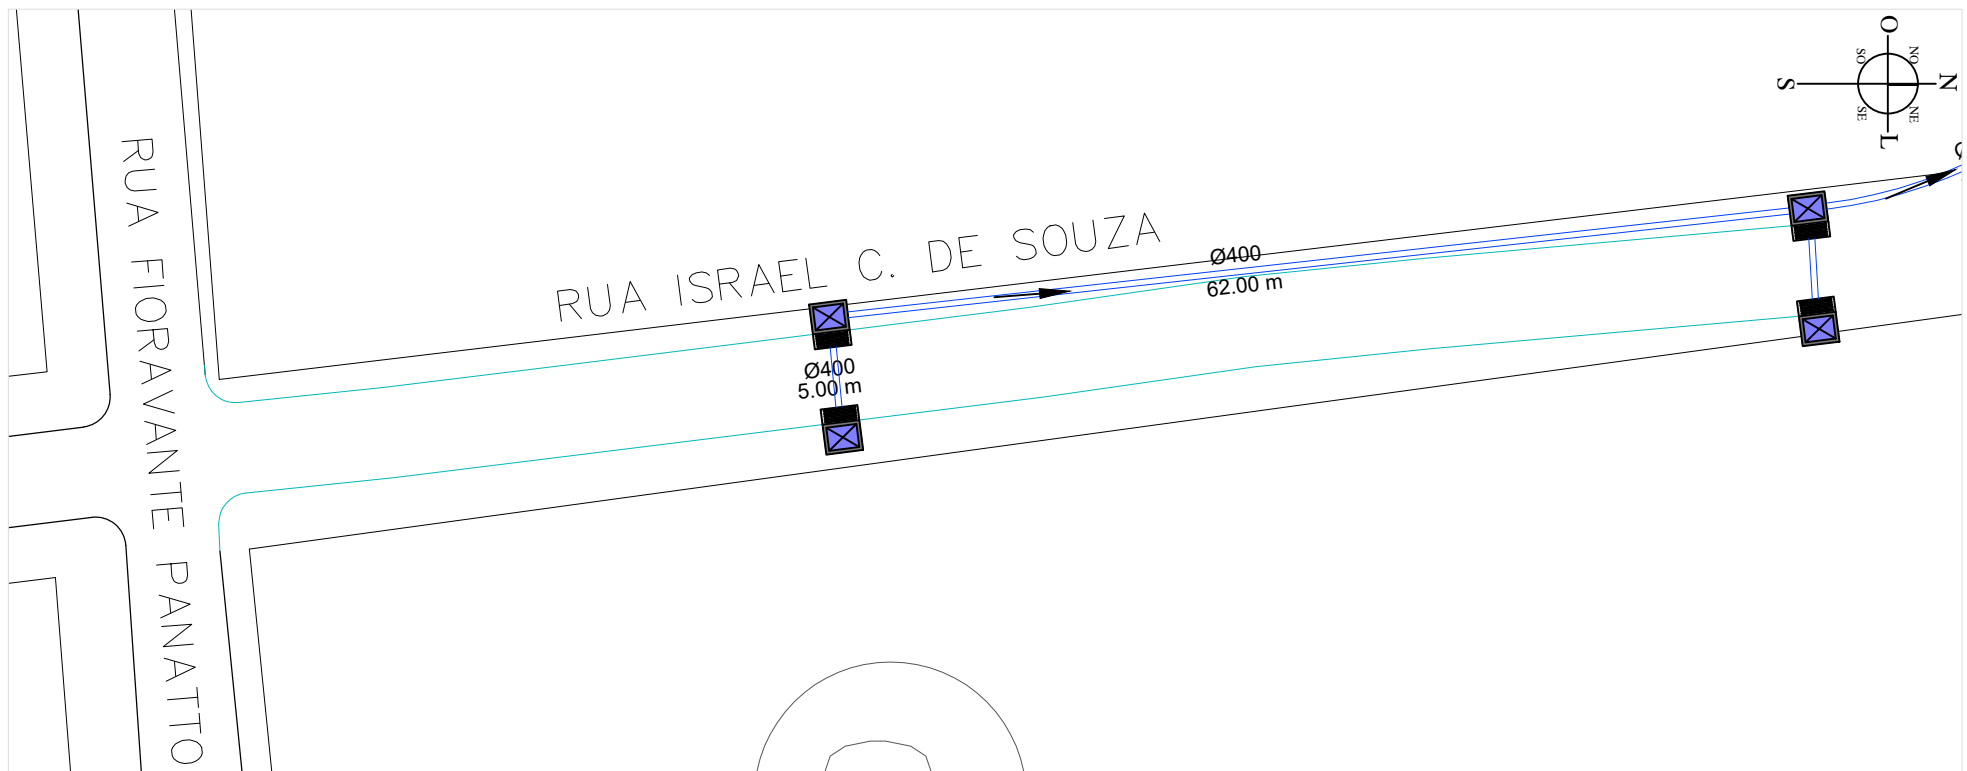 O
SO
NO
S
N
SE
NE
L
RUA FIORAVANTE PANATTO
RUA ISRAEL C. DE SOUZA
Ø400
62.00 m
Ø400
5.00 m
Ø